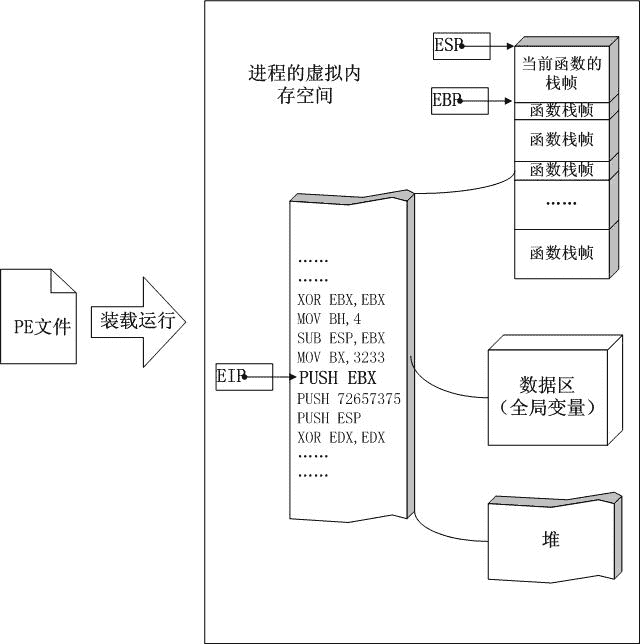 进程的虚拟内
存空间
ESP
当前函数的
栈帧
EBP
函数栈帧
函数栈帧
函数栈帧
……
函数栈帧
PE文件
装载运行
……
……
XOR EBX,EBX
MOV BH,4
SUB ESP,EBX
MOV BX,3233
EIP
PUSH EBX
PUSH 72657375
PUSH ESP
XOR EDX,EDX
……
……
数据区
(全局变量)
堆